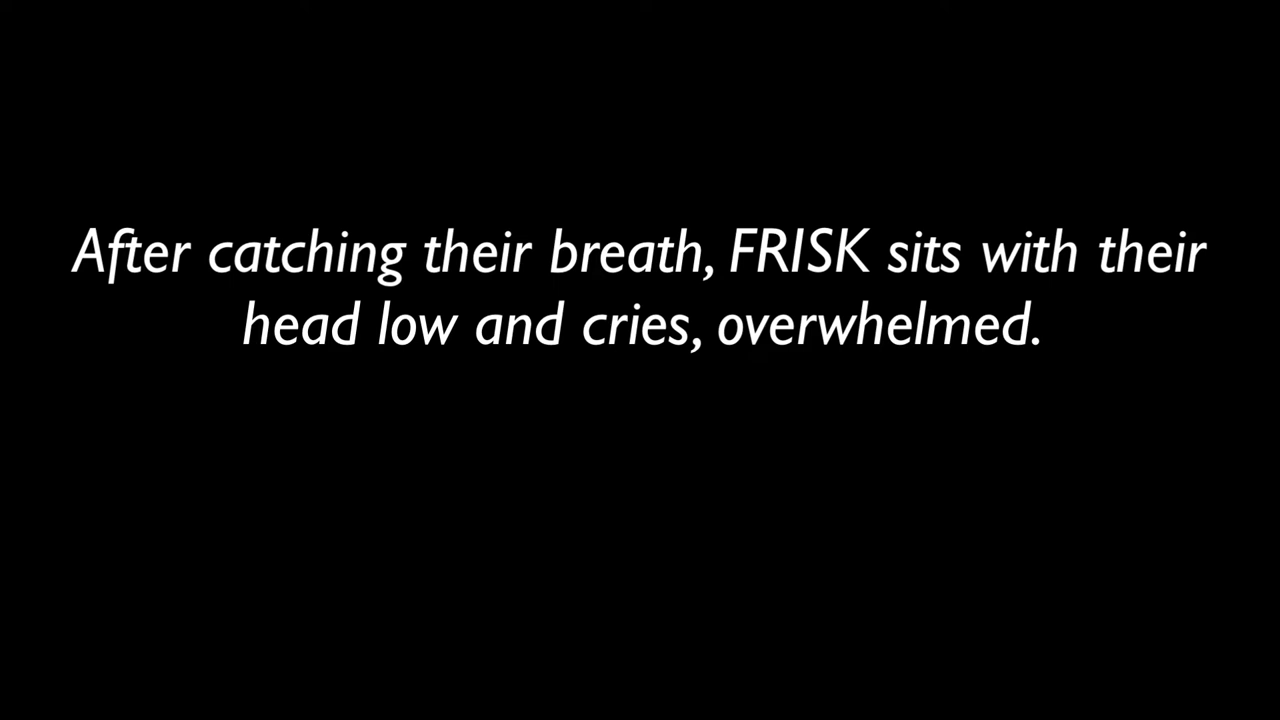 After catching their breath, FRISK sits with their
head low and cries, overwhelmed.